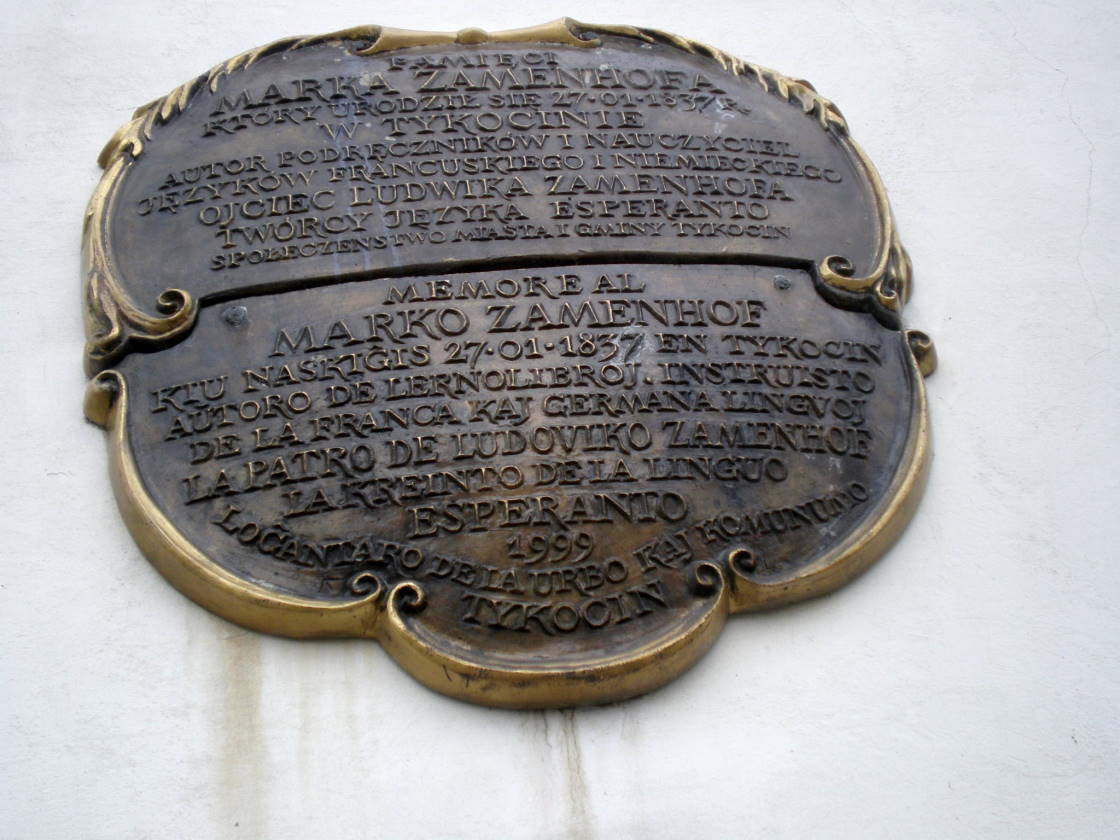 PAMIĘCI
MARKA ZAMENHOFA
KTÓRY URODZIŁ SIĘ 27·01·1837 R.
W TYKOCINIE
AUTOR PODRĘCZNIKÓW I NAUCZYCIEL
JĘZYKÓW FRANCUSKIEGO I NIEMIECKIEGO
OJCIEC LUDWIKA ZAMENHOFA
TWÓRCY JĘZYKA ESPERANTO
SPOŁECZEŃSTWO MIASTA I GMINY TYKOCIN
MEMORE AL
MARKO ZAMENHOF
KIU NASKIĜIS 27·01·1837 EN TYKOCIN
AŬTORO DE LERNOLIBROJ, INSTRUISTO
DE LA FRANCA KAJ GERMANA LINGVOJ
LA PATRO DE LUDOVIKO ZAMENHOF
LA KREINTO DE LA LINGUO
ESPERANTO
1999
LOĜANTARO DE LA URBO KAJ KOMUNUMO
TYKOCIN